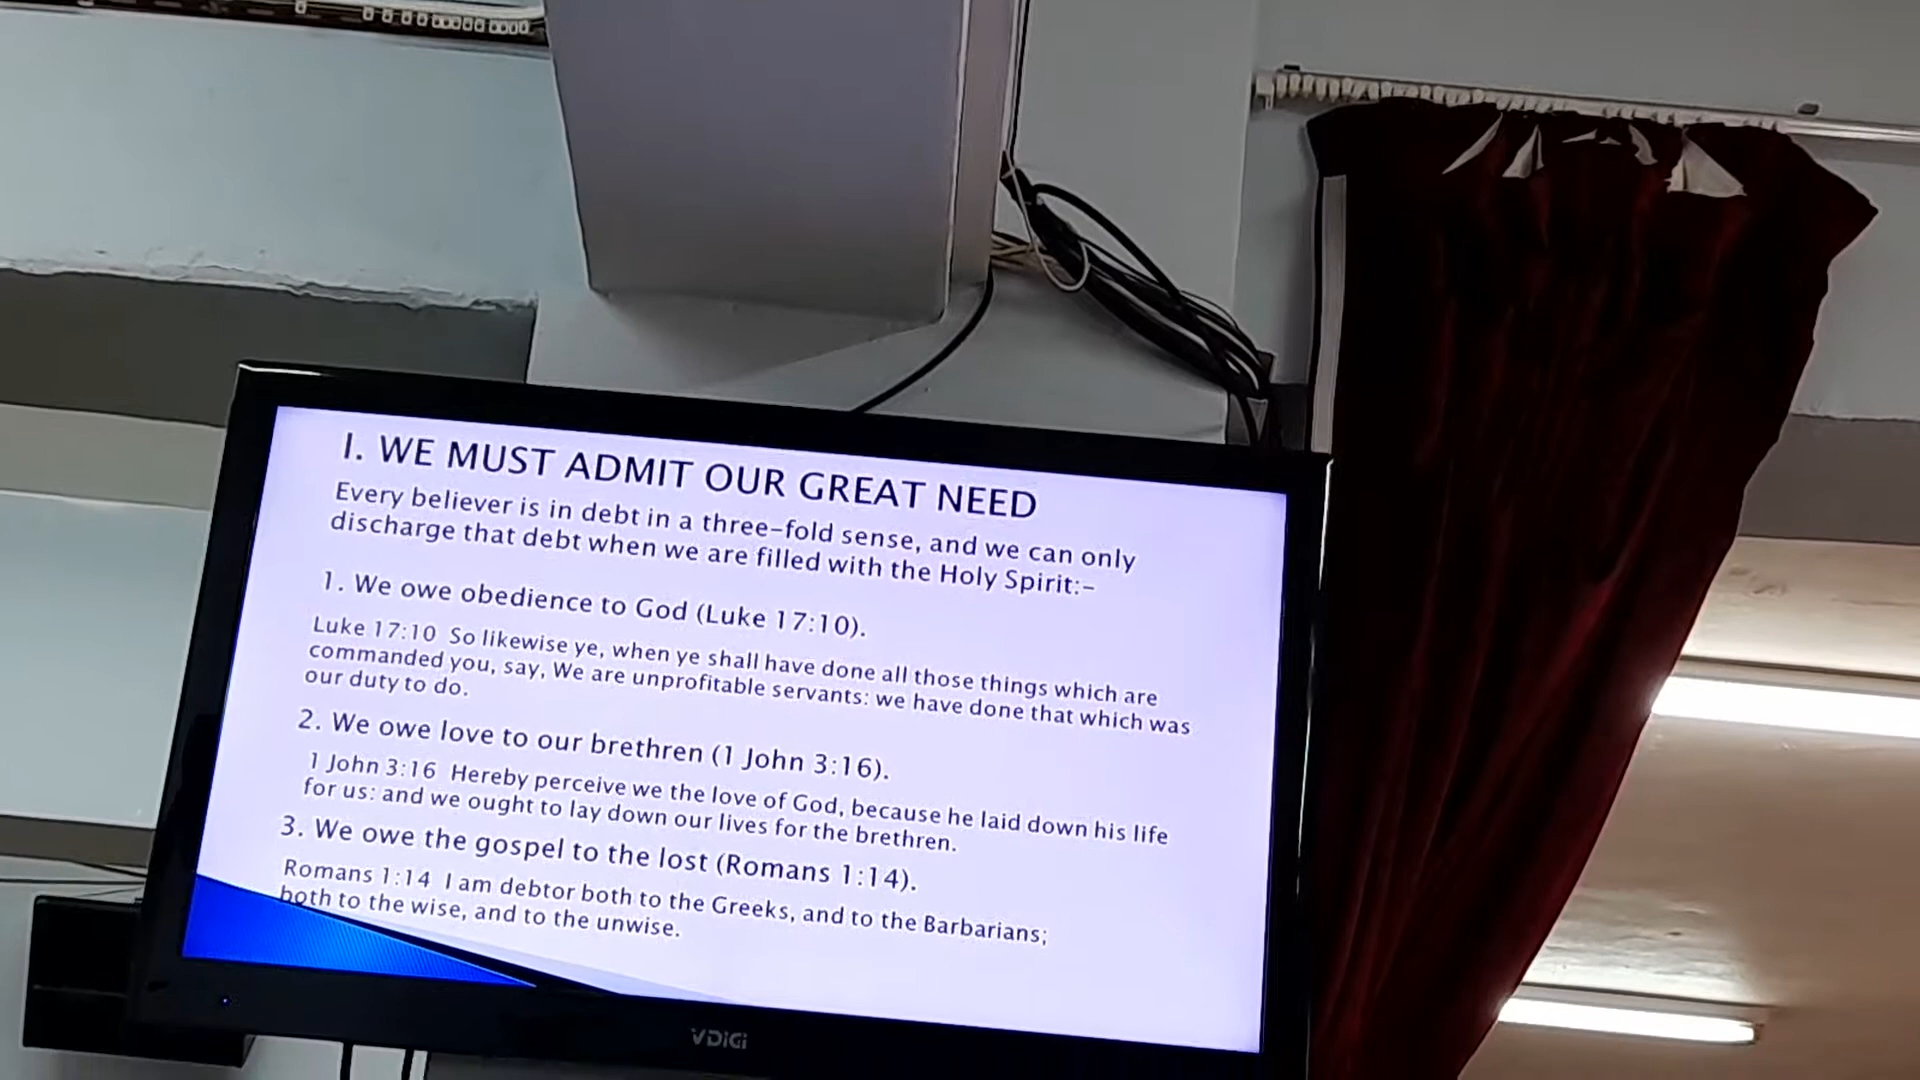 I. WE MUST ADMIT OUR GREAT NEED
Every believer is in debt in a three-fold sense, and we can only
discharge that debt when we are filled with the Holy Spirit:-
1. We owe obedience to God (Luke 17:10).
Luke 17:10 So likewise ye, when ye shall have done all those things which are
commanded you, say, We are unprofitable servants: we have done that which was
our duty to do.
2. We owe love to our brethren (1 John 3:16).
1 John 3:16 Hereby perceive we the love of God, because he laid down his life
for us: and we ought to lay down our lives for the brethren.
3. We owe the gospel to the lost (Romans 1:14).
Romans 1:14 I am debtor both to the Greeks, and to the Barbarians;
both to the wise, and to the unwise.
VDiGi